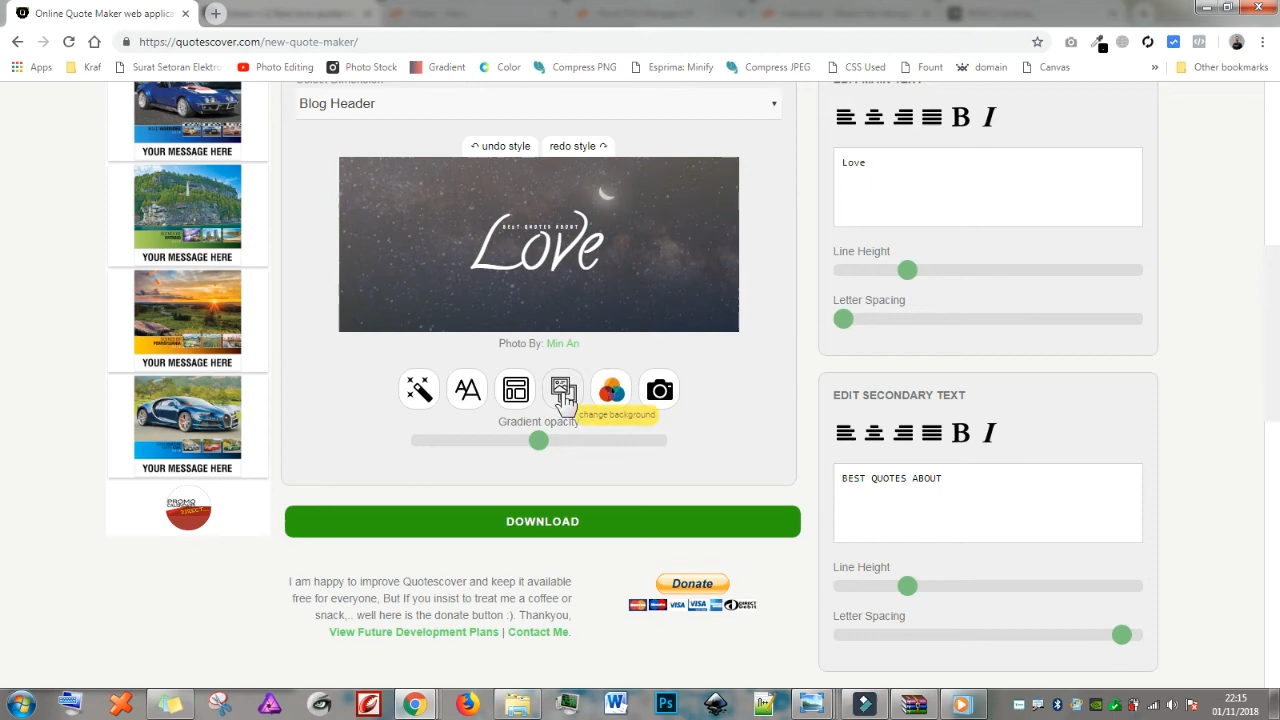 Online Quote Maker web applica
https://quotescover.com/new-quote-maker/
Apps
Kraf
Surat Setoran Elektro
Photo Editing
Photo Stock
Gradient
Color
Compress PNG
Esprima Minify
Compress JPEG
CSS Used
Fount
domain
Canvas
»
Other bookmarks
Blog Header
undo style
redo style
BEST QUOTES ABOUT
Love
Photo By: Min An
change background
Gradient opacity
DOWNLOAD
I am happy to improve Quotescover and keep it available
free for everyone, But If you insist to treat me a coffee or
snack,.. well here is the donate button :). Thankyou,
View Future Development Plans | Contact Me.
Donate
VISA
YOUR MESSAGE HERE
YOUR MESSAGE HERE
YOUR MESSAGE HERE
YOUR MESSAGE HERE
PROMO
B I
Love
Line Height
Letter Spacing
EDIT SECONDARY TEXT
B I
BEST QUOTES ABOUT
Line Height
Letter Spacing
22:15
01/11/2018